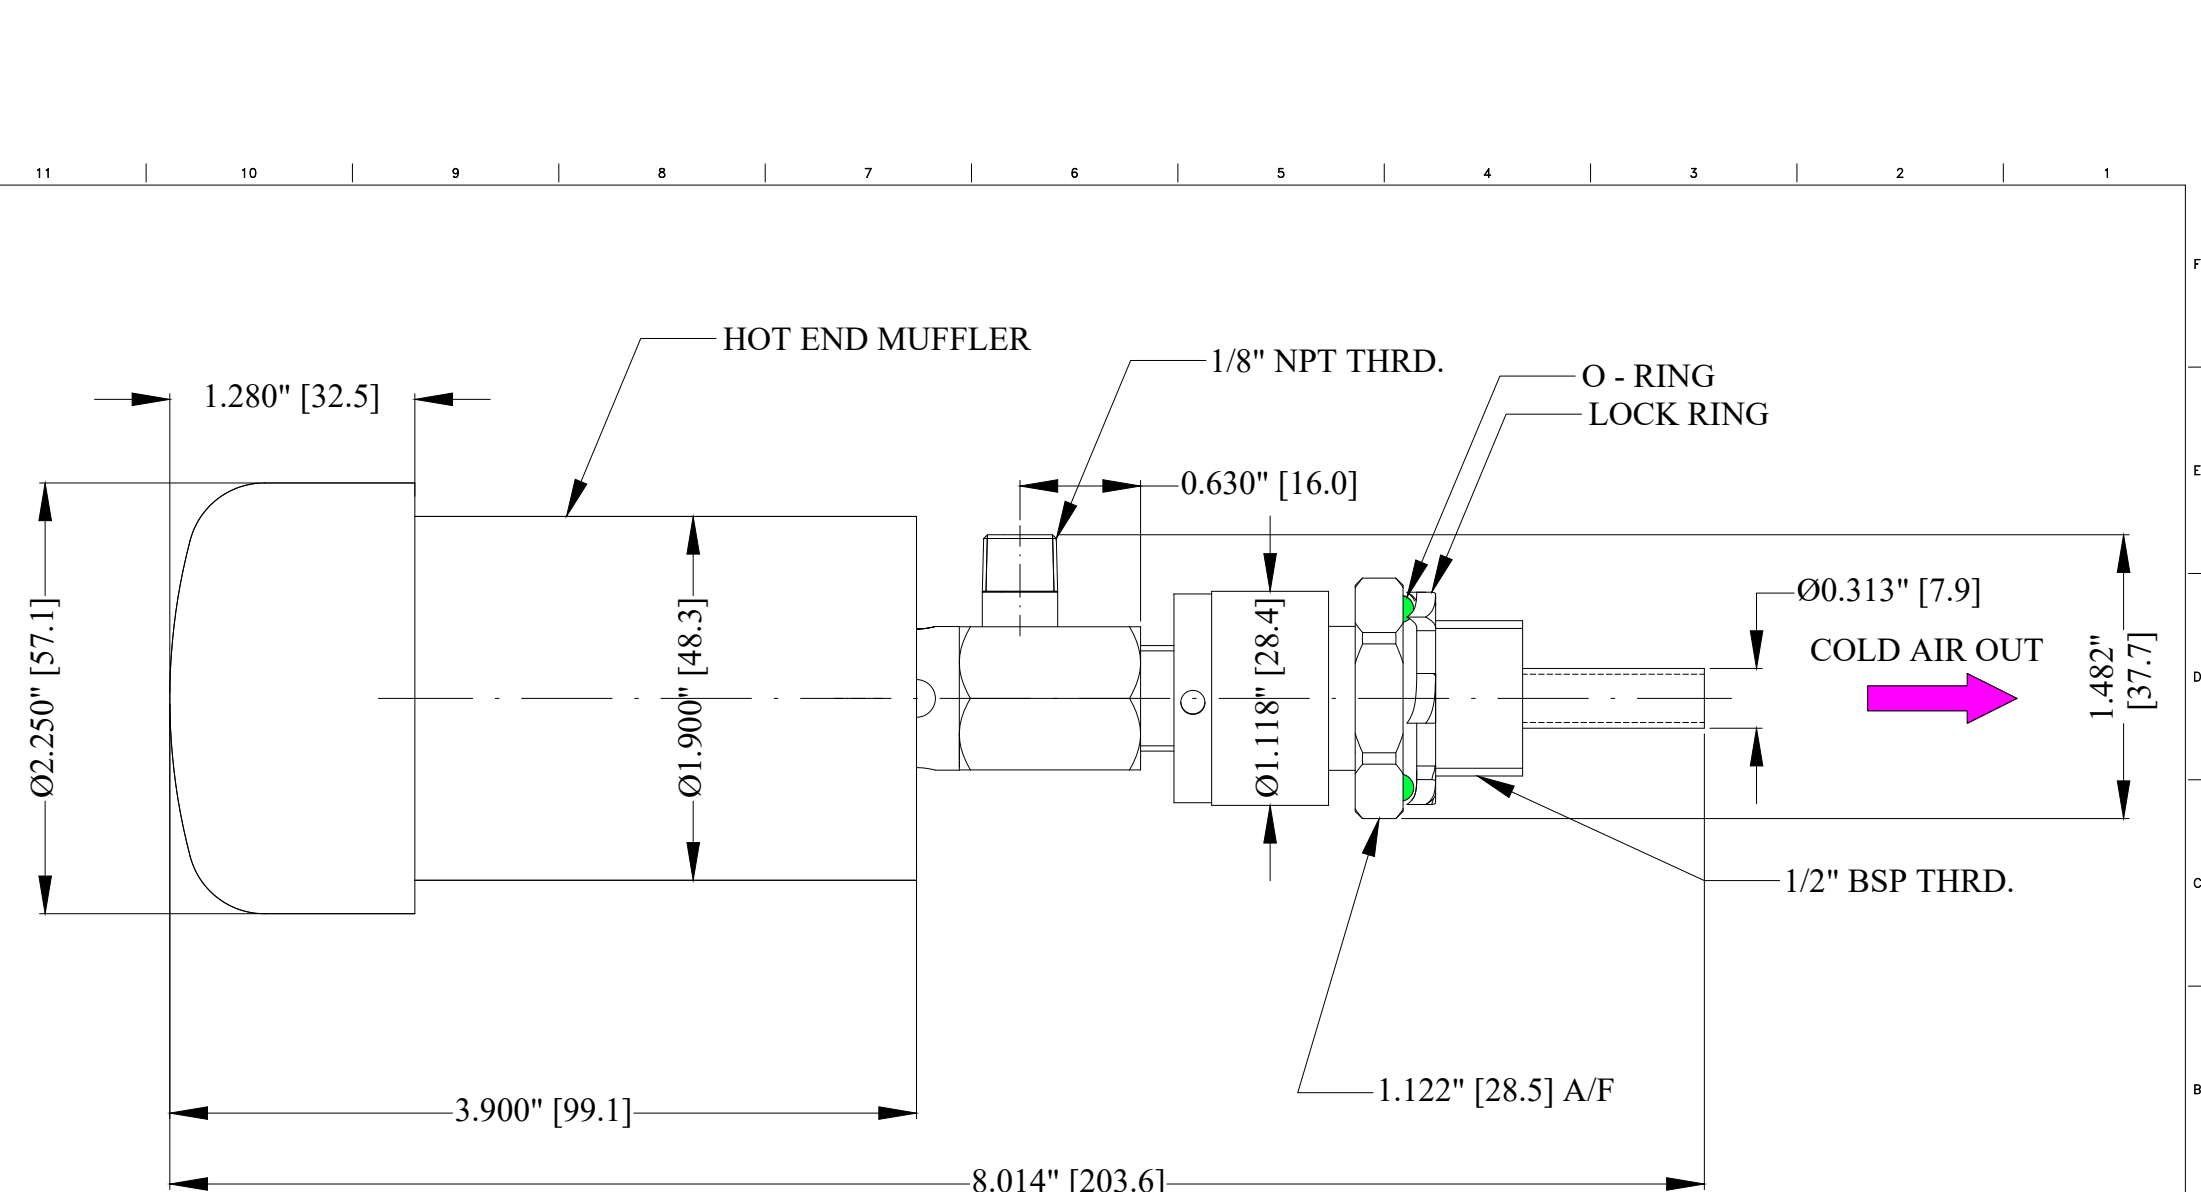 11 10 9 8 7 6 5 4 3 2 1
F
HOT END MUFFLER
1/8" NPT THRD.
O - RING
1.280" [32.5]
LOCK RING
E
0.630" [16.0]
Ø0.313" [7.9]
COLD AIR OUT
Ø2.250" [57.1]
Ø1.900" [48.3]
Ø1.118" [28.4]
1.482"
[37.7]
D
1/2" BSP THRD.
C
1.122" [28.5] A/F
B
3.900" [99.1]
8.014" [203.6]